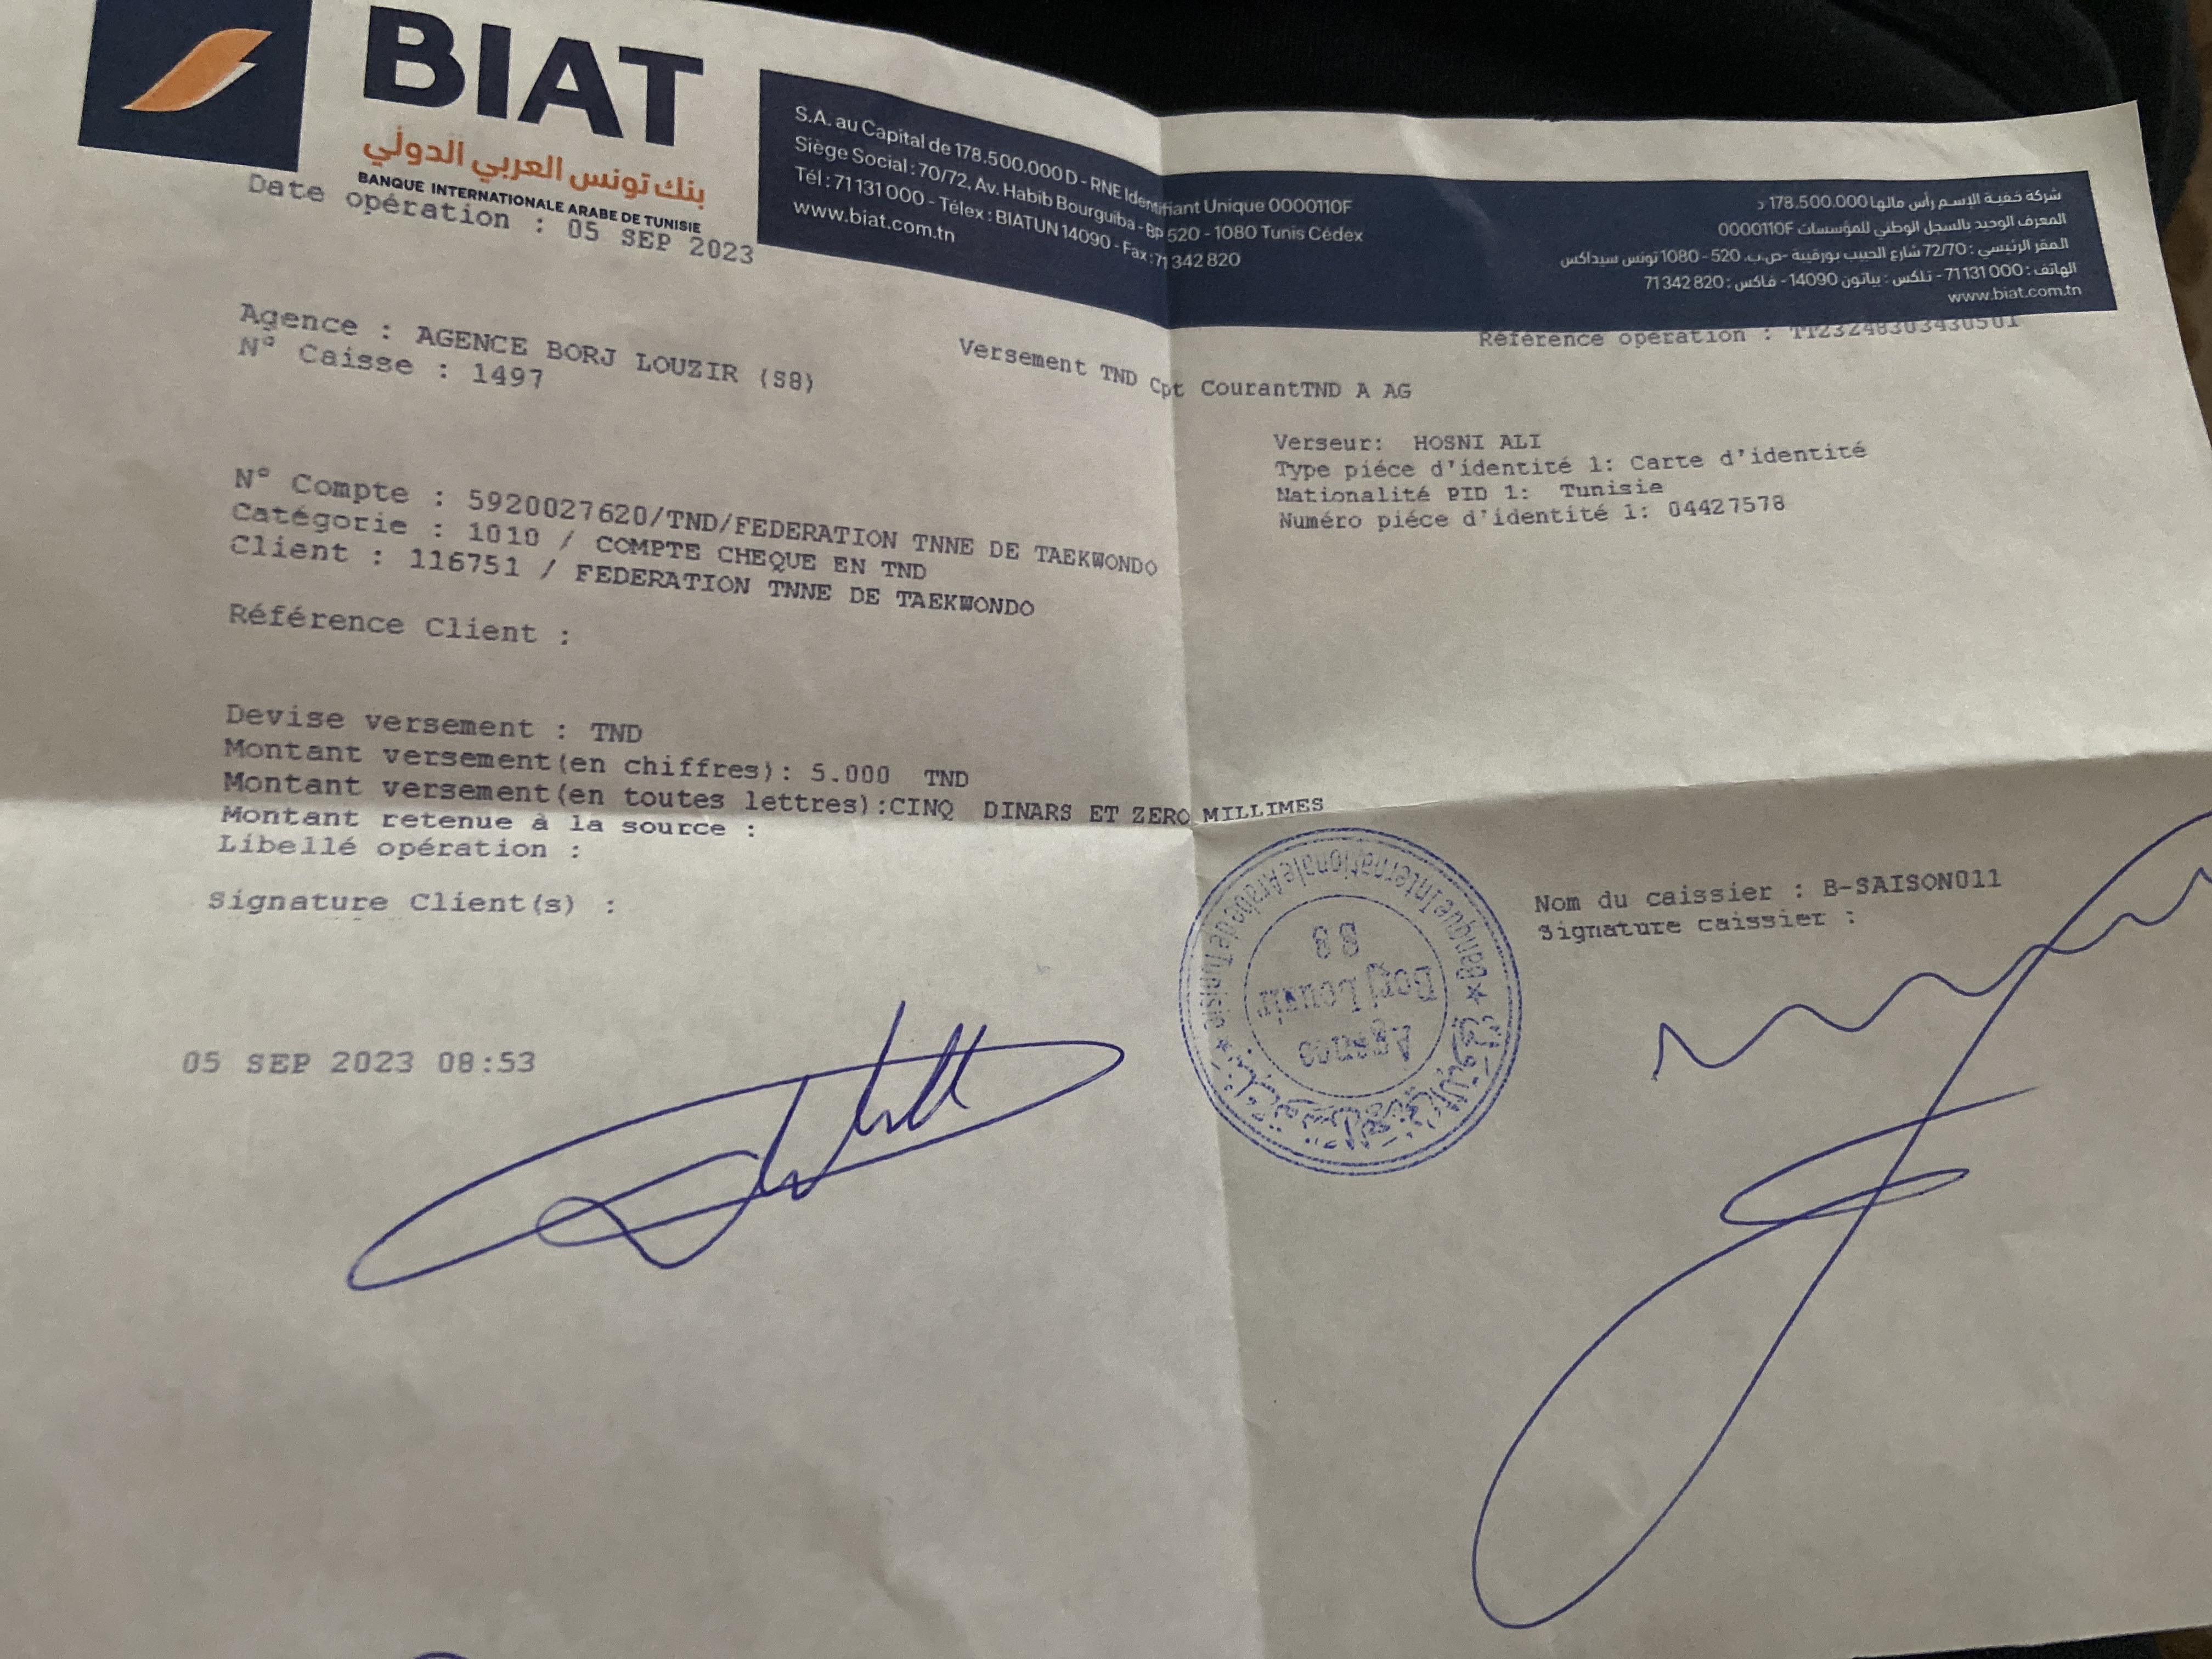 BIAT
بنك تونس العربي الدولي
BANQUE INTERNATIONALE ARABE DE TUNISIE
S.A. au Capital de 178.500.000 D - RNE Identifiant Unique 0000110F
Siège Social : 70/72, Av. Habib Bourguiba - BP 520 - 1080 Tunis Cédex
Tél : 71 131 000 - Télex : BIATUN 14090 - Fax : 71 342 820
www.biat.com.tn
شركة خفية الإسم رأس مالها 178.500.000 د
المعرف الوحيد بالسجل الوطني للمؤسسات 0000110F
المقر الرئيسي : 72/70 شارع الحبيب بورقيبة -ص.ب. 520 - 1080 تونس سيداكس
الهاتف : 71 131 000 - تلكس : بياتون 14090 - فاكس : 71 342 820
www.biat.com.tn
Date opération : 05 SEP 2023
Référence opération : TT23248303430501
Agence : AGENCE BORJ LOUZIR (S8)
N° Caisse : 1497
Versement TND Cpt CourantTND A AG
Verseur: HOSNI ALI
Type piéce d'identité 1: Carte d'identité
Nationalité PID 1: Tunisie
Numéro piéce d'identité 1: 04427578
N° Compte : 5920027620/TND/FEDERATION TNNE DE TAEKWONDO
Catégorie : 1010 / COMPTE CHEQUE EN TND
Client : 116751 / FEDERATION TNNE DE TAEKWONDO
Référence Client :
Devise versement : TND
Montant versement(en chiffres): 5.000 TND
Montant versement(en toutes lettres):CINQ DINARS ET ZERO MILLIMES
Montant retenue à la source :
Libellé opération :
Signature Client(s) :
Nom du caissier : B-SAISON011
Signature caissier :
Banque Internationale Arabe de Tunisie
Agence
Borj Louzir
S8
05 SEP 2023 08:53